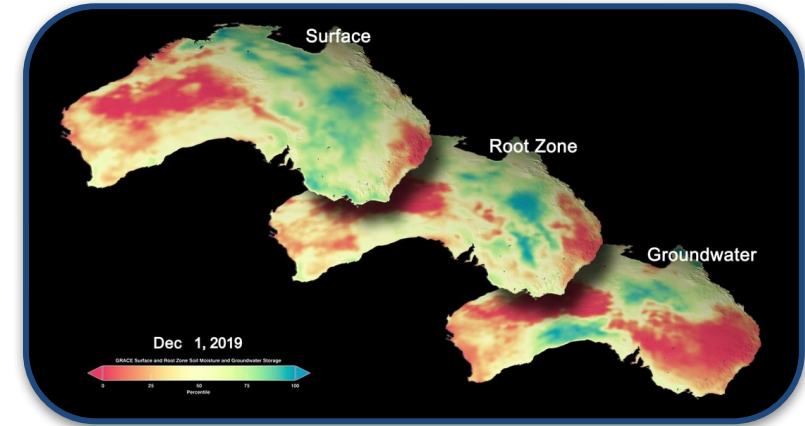 Surface
Root Zone
Groundwater
Dec 1, 2019
GRACE Surface and Root Zone Soil Moisture and Groundwater Storage
0 25 50 75 100
Percentile